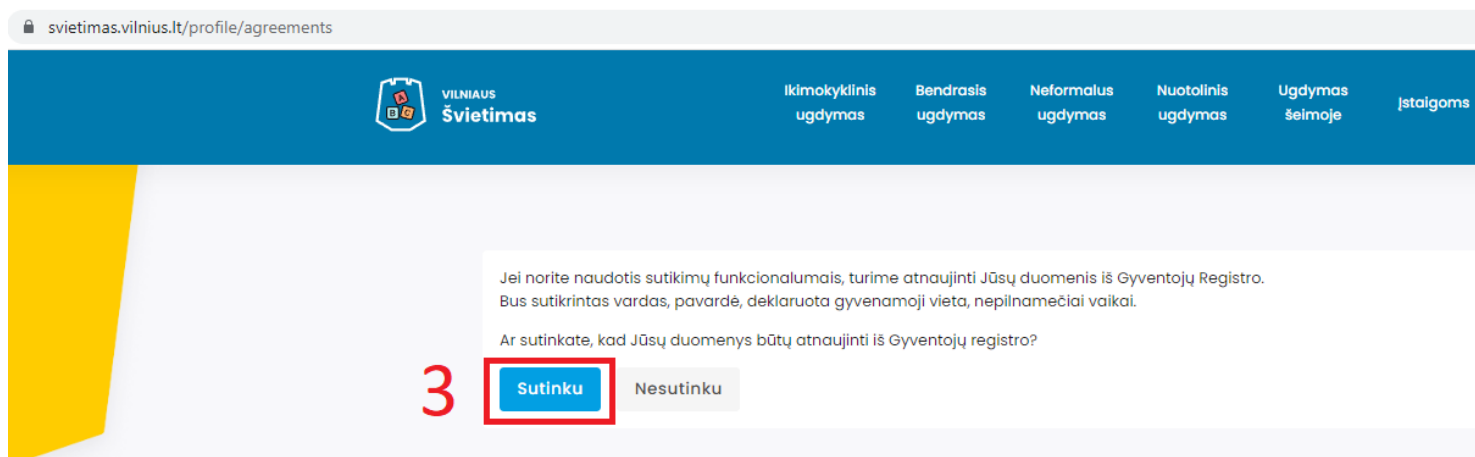 svietimas.vilnius.lt/profile/agreements
VILNIAUS
Švietimas
Ikimokyklinis ugdymas
Bendrasis ugdymas
Neformalus ugdymas
Nuotolinis ugdymas
Ugdymas šeimoje
Įstaigoms
A
B C
Jei norite naudotis sutikimų funkcionalumais, turime atnaujinti Jūsų duomenis iš Gyventojų Registro.
Bus sutikrintas vardas, pavardė, deklaruota gyvenamoji vieta, nepilnamečiai vaikai.
Ar sutinkate, kad Jūsų duomenys būtų atnaujinti iš Gyventojų registro?
3
Sutinku
Nesutinku